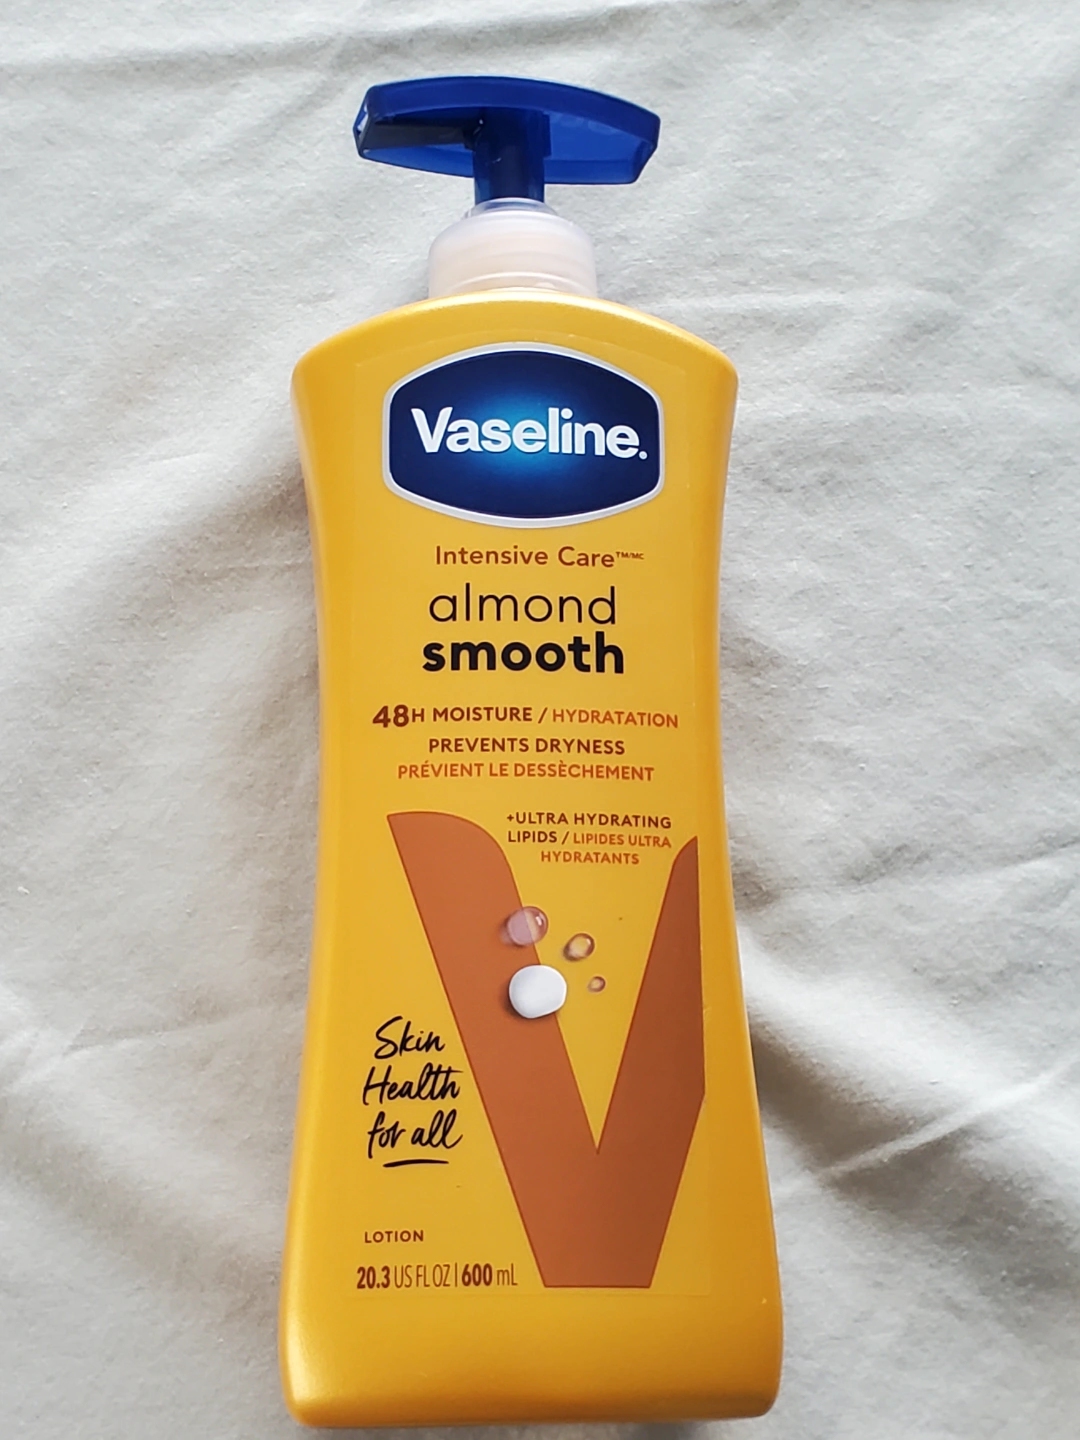 Vaseline.
Intensive Care™/MC
almond
smooth
48H MOISTURE / HYDRATATION
PREVENTS DRYNESS
PRÉVIENT LE DESSÈCHEMENT
+ULTRA HYDRATING
LIPIDS / LIPIDES ULTRA
HYDRATANTS
Skin
Health
for all
LOTION
20.3 US FL OZ | 600 mL